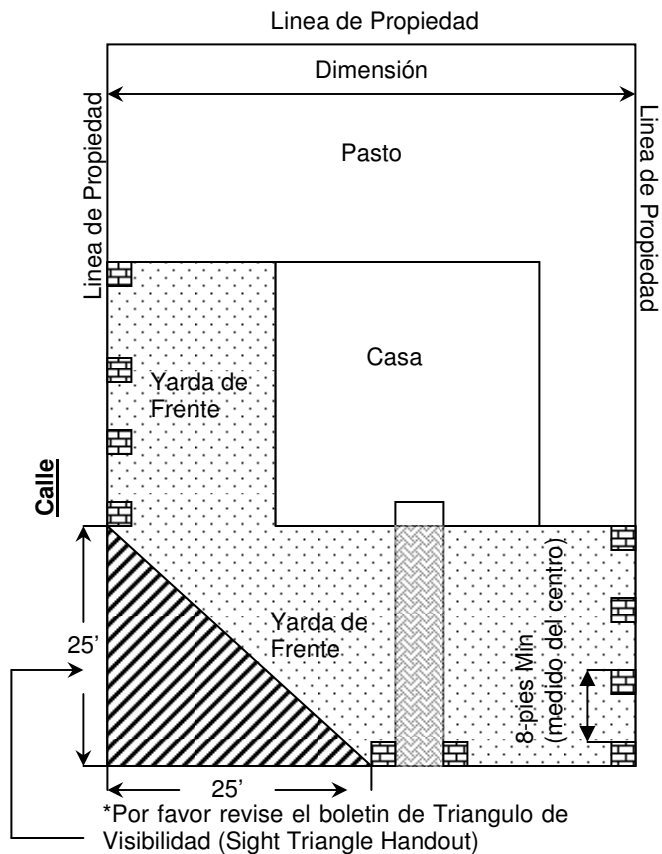 Linea de Propiedad
Dimensión
Linea de Propiedad
Linea de Propiedad
Pasto
Casa
Yarda de
Frente
Calle
Yarda de
Frente
8-pies Min
(medido del centro)
25’
25’
*Por favor revise el boletin de Triangulo de
Visibilidad (Sight Triangle Handout)